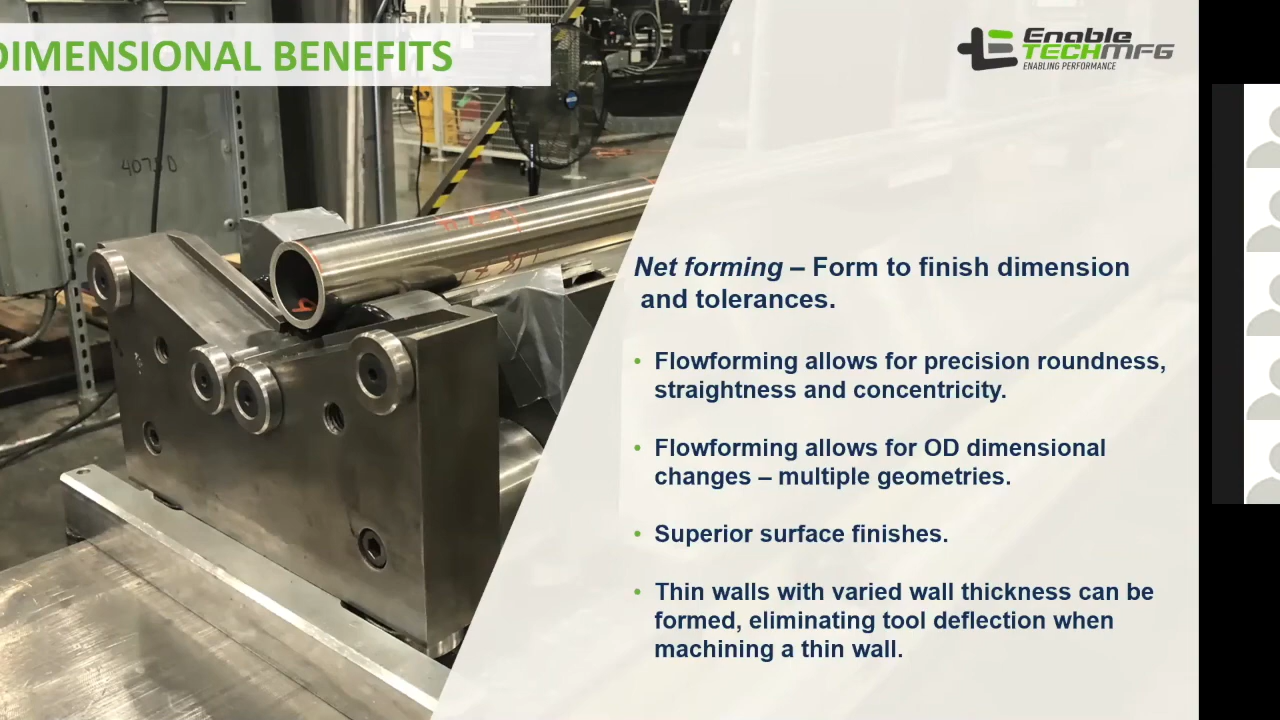 DIMENSIONAL BENEFITS
Enable
TECHMFG
ENABLING PERFORMANCE
4075D
Net forming – Form to finish dimension
and tolerances.
• Flowforming allows for precision roundness,
straightness and concentricity.
• Flowforming allows for OD dimensional
changes – multiple geometries.
• Superior surface finishes.
• Thin walls with varied wall thickness can be
formed, eliminating tool deflection when
machining a thin wall.